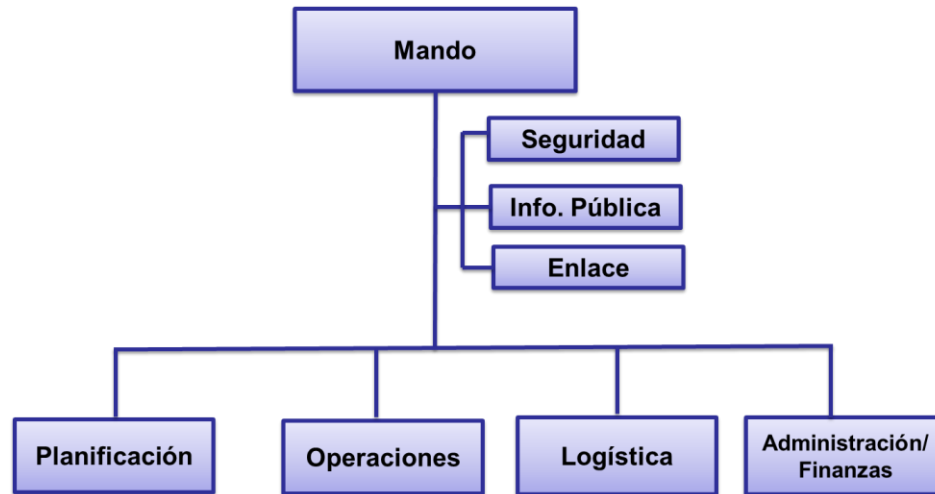 Mando
Seguridad
Info. Pública
Enlace
Planificación
Operaciones
Logística
Administración/
Finanzas